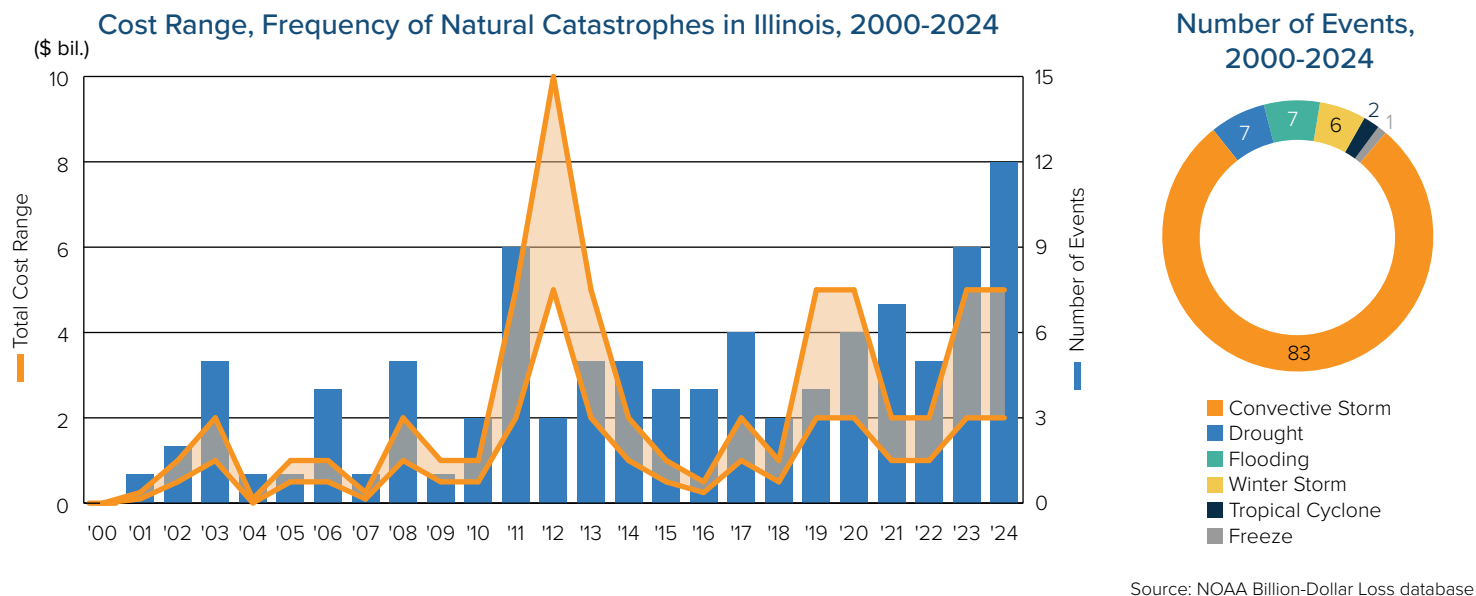 Cost Range, Frequency of Natural Catastrophes in Illinois, 2000-2024
($ bil.)
10
8
6
4
2
0
Total Cost Range
15
12
9
6
3
0
Number of Events
'00 '01 '02 '03 '04 '05 '06 '07 '08 '09 '10 '11 '12 '13 '14 '15 '16 '17 '18 '19 '20 '21 '22 '23 '24
Number of Events,
2000-2024
7
7
6
2
1
83
Convective Storm
Drought
Flooding
Winter Storm
Tropical Cyclone
Freeze
Source: NOAA Billion-Dollar Loss database